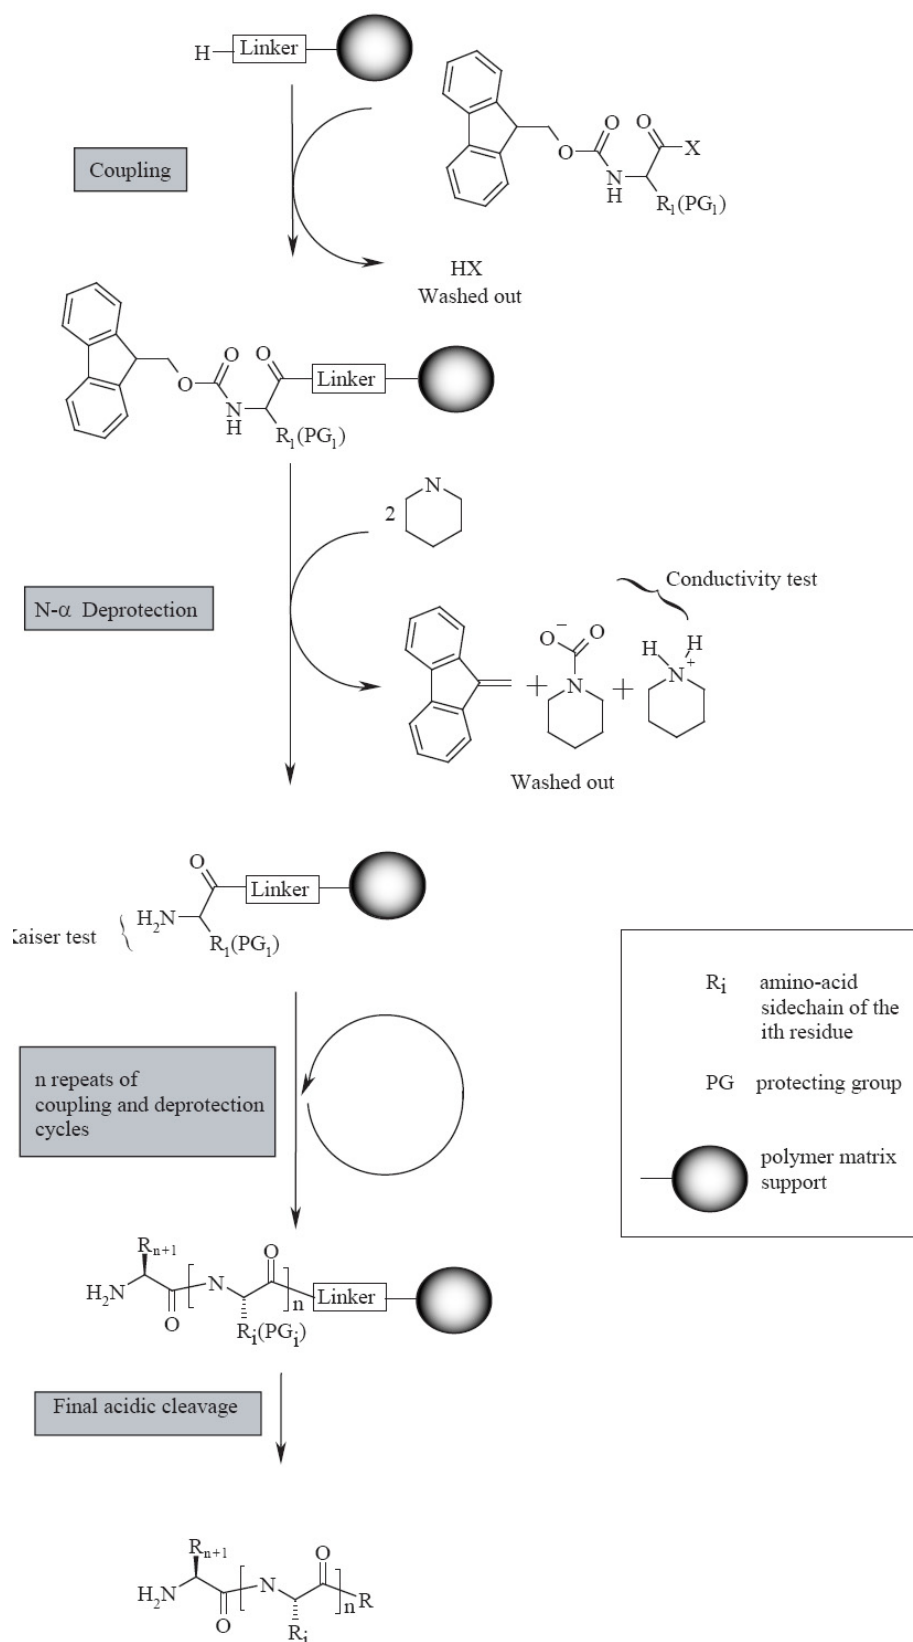 H
Linker
O
O
O
X
N
H
R1(PG1)
Coupling
HX
Washed out
O
O
O
N
H
R1(PG1)
Linker
2
N
Conductivity test
N-α Deprotection
O−
O
N
H
H
N+
+
+
Washed out
O
Linker
H2N
R1(PG1)
Kaiser test
{
Ri amino-acid
sidechain of the
ith residue
PG protecting group
polymer matrix
support
n repeats of
coupling and deprotection
cycles
Rn+1
H2N
O
N
O
n
Linker
Ri(PGi)
Final acidic cleavage
Rn+1
H2N
O
N
O
n
R
Ri